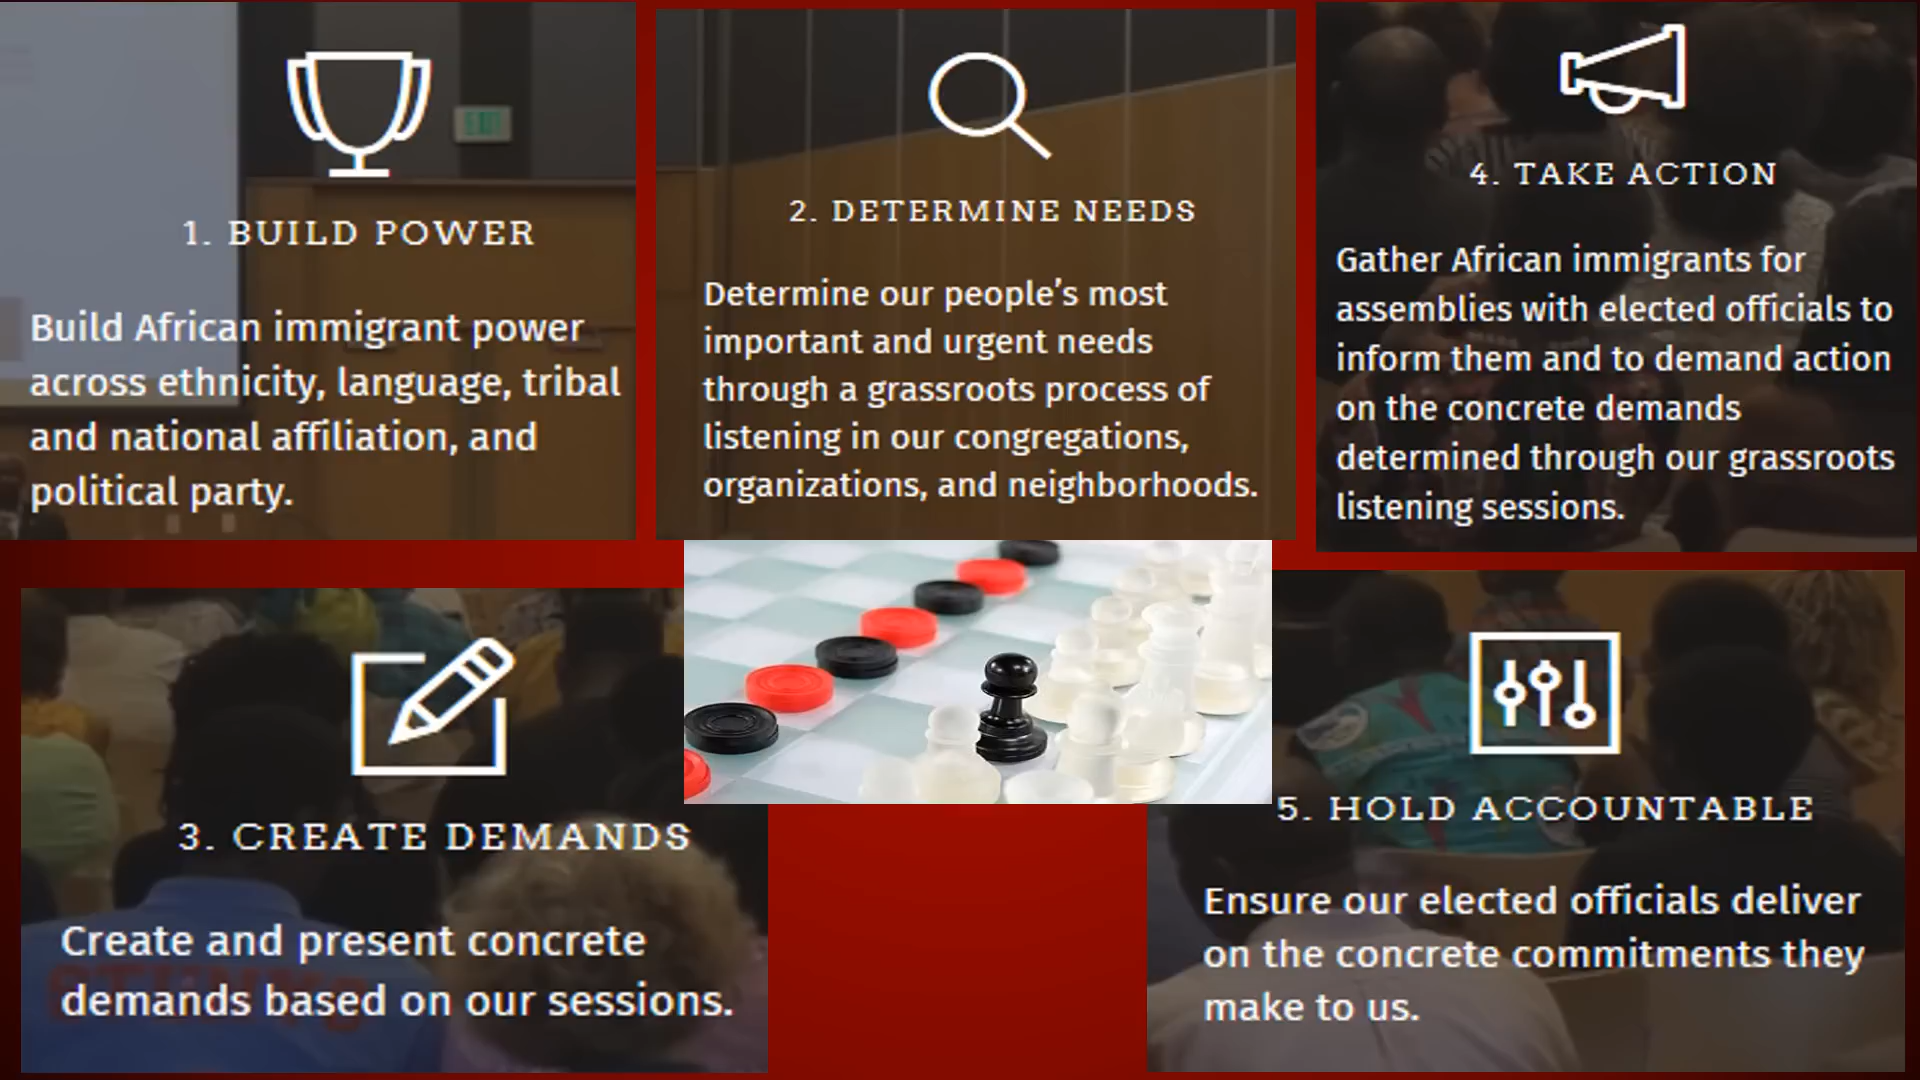 1. BUILD POWER
Build African immigrant power
across ethnicity, language, tribal
and national affiliation, and
political party.
2. DETERMINE NEEDS
Determine our people’s most
important and urgent needs
through a grassroots process of
listening in our congregations,
organizations, and neighborhoods.
3. CREATE DEMANDS
Create and present concrete
demands based on our sessions.
4. TAKE ACTION
Gather African immigrants for
assemblies with elected officials to
inform them and to demand action
on the concrete demands
determined through our grassroots
listening sessions.
5. HOLD ACCOUNTABLE
Ensure our elected officials deliver
on the concrete commitments they
make to us.